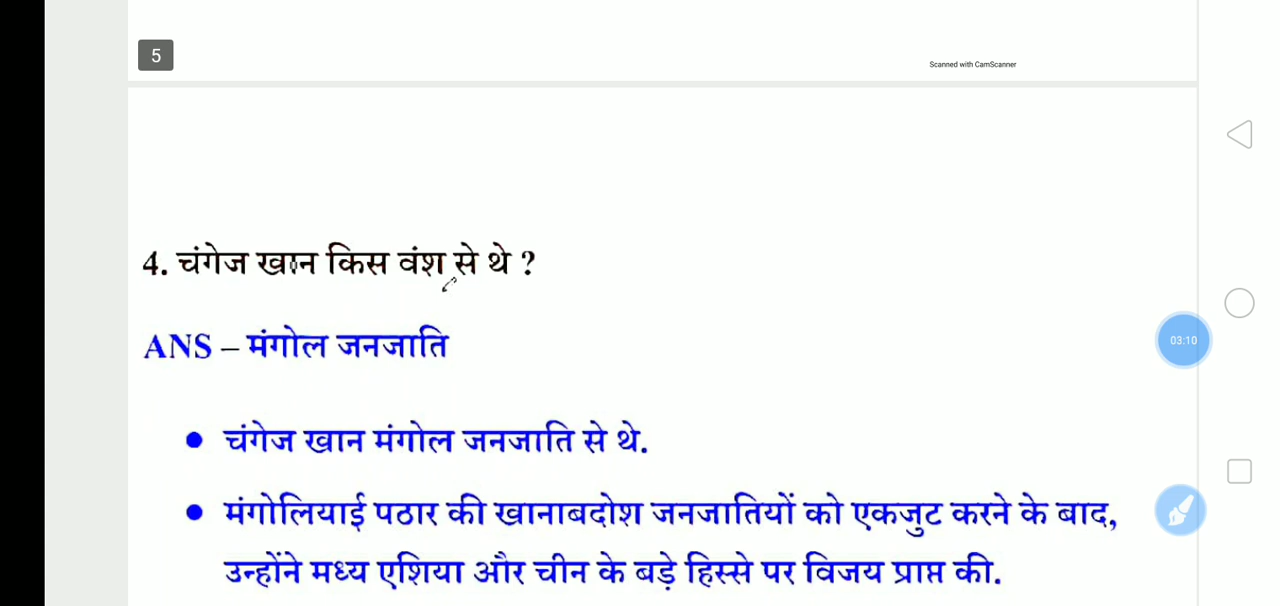 5
Scanned with CamScanner
4. चंगेज खान किस वंश से थे ?
ANS – मंगोल जनजाति
03:10
• चंगेज खान मंगोल जनजाति से थे.
• मंगोलियाई पठार की खानाबदोश जनजातियों को एकजुट करने के बाद,
उन्होंने मध्य एशिया और चीन के बड़े हिस्से पर विजय प्राप्त की.